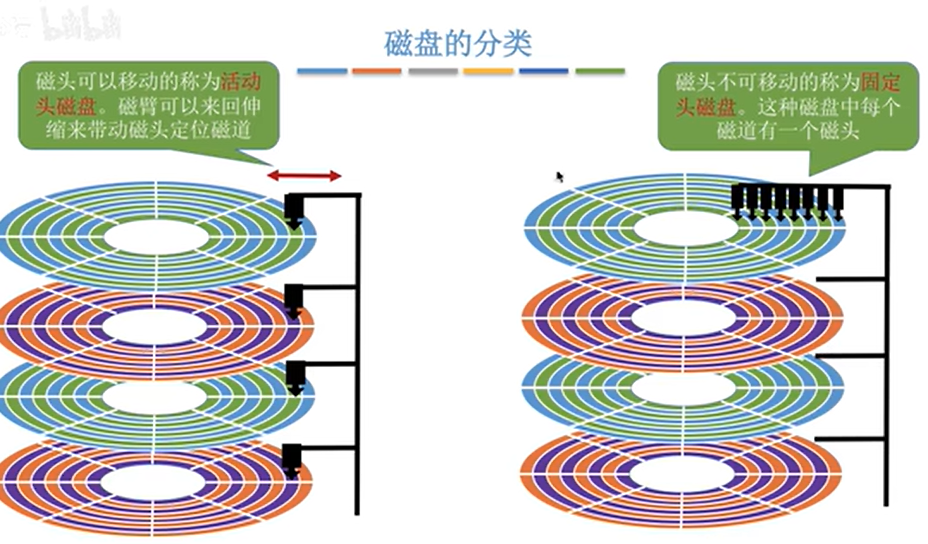 bilibili
磁盘的分类
磁头可以移动的称为活动
头磁盘。磁臂可以来回伸
缩来带动磁头定位磁道
磁头不可移动的称为固定
头磁盘。这种磁盘中每个
磁道有一个磁头